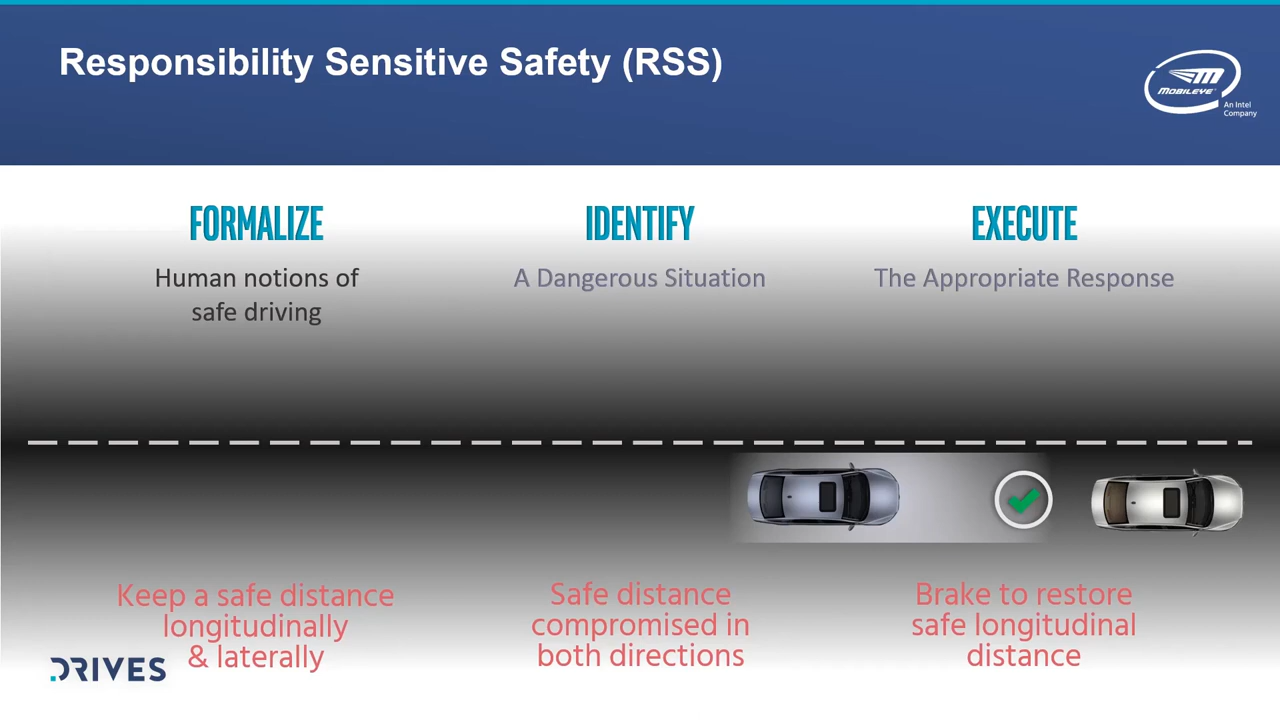 Responsibility Sensitive Safety (RSS)
MOBILEYE
An Intel
Company
FORMALIZE
Human notions of
safe driving
IDENTIFY
A Dangerous Situation
EXECUTE
The Appropriate Response
Keep a safe distance
longitudinally
& laterally
Safe distance
compromised in
both directions
Brake to restore
safe longitudinal
distance
.DRIVES